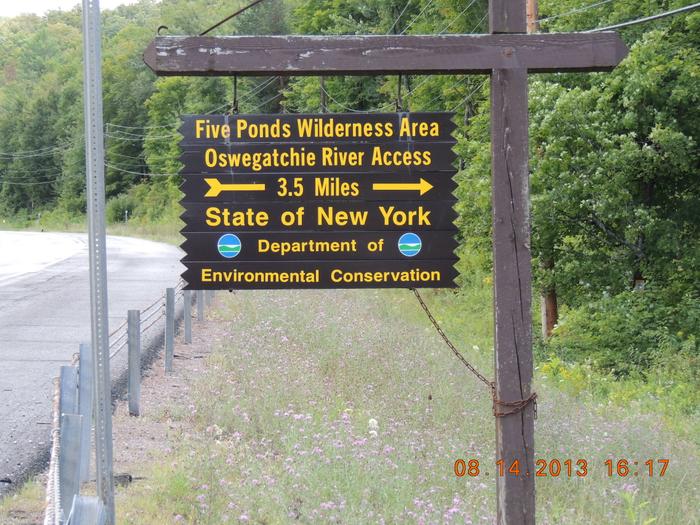 Five Ponds Wilderness Area
Oswegatchie River Access
3.5 Miles
State of New York
Department of
Environmental Conservation
08.14.2013 16:17